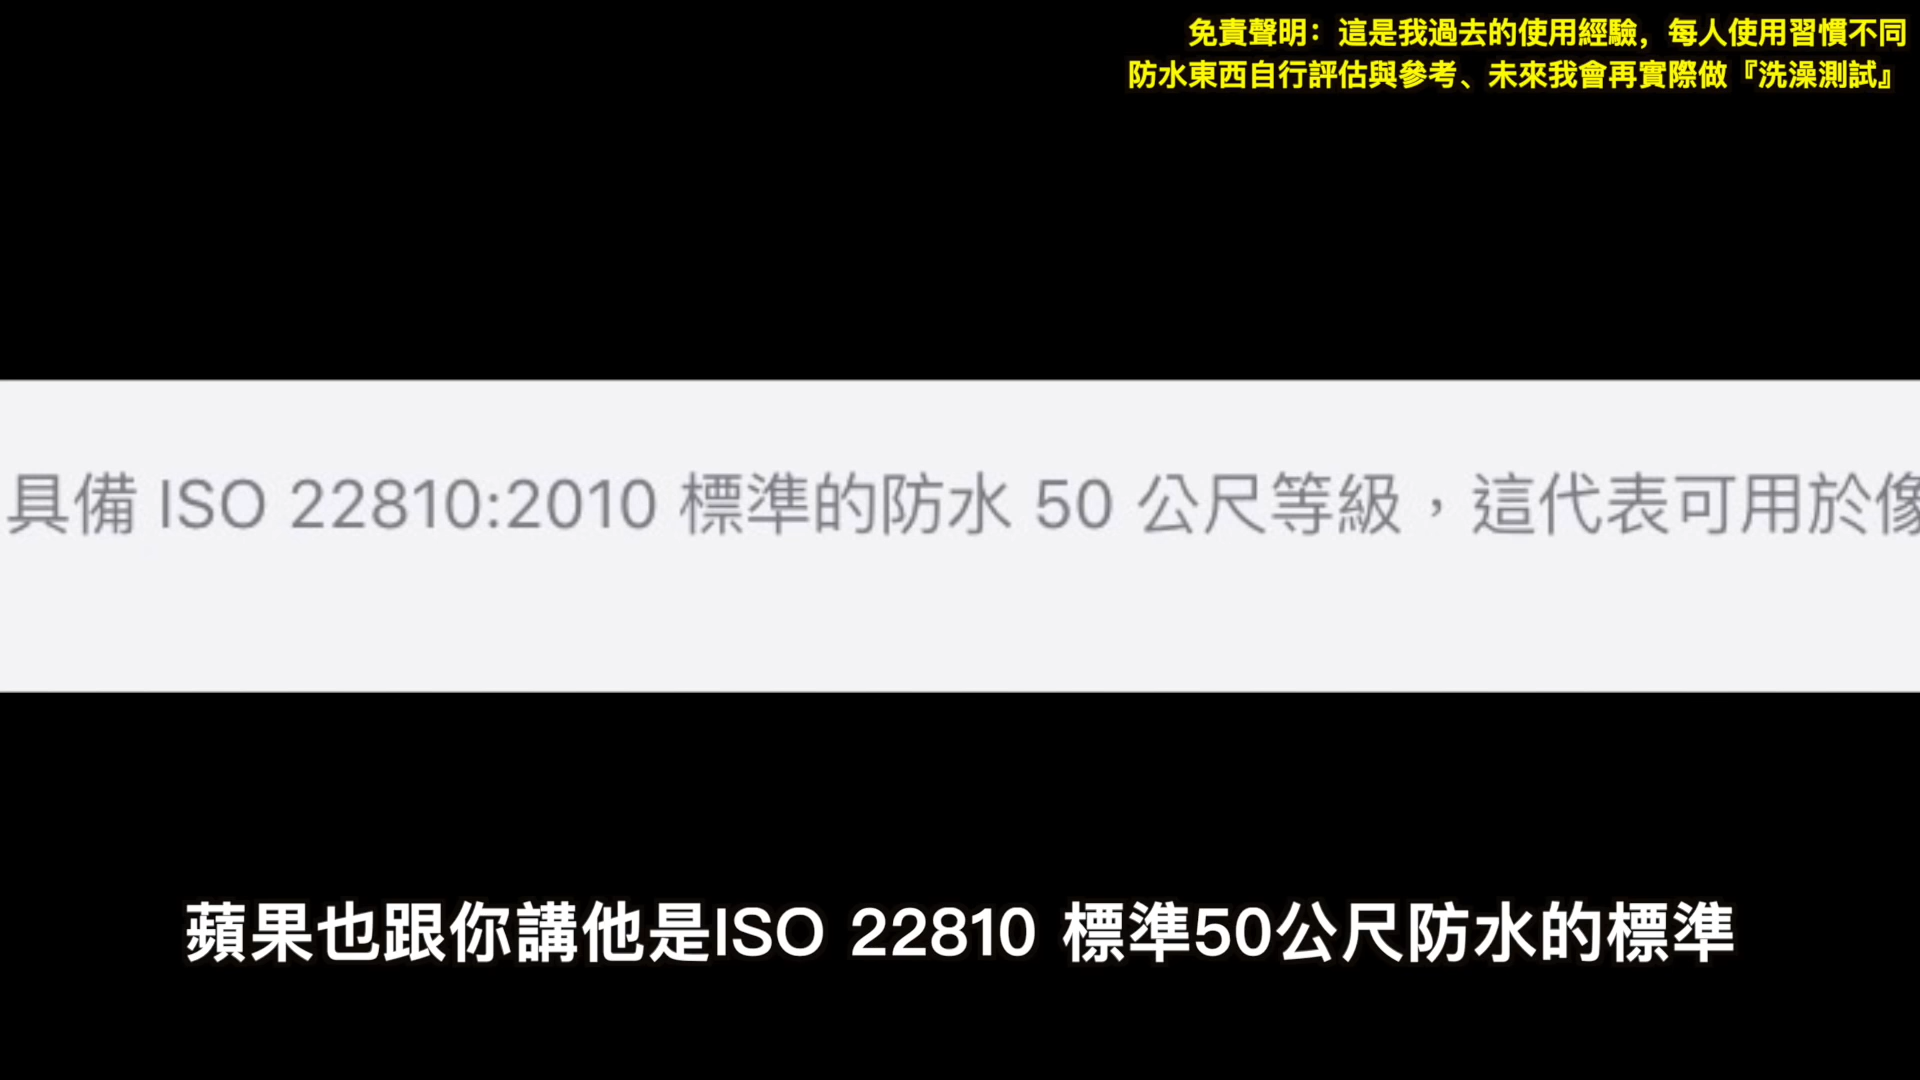 免責聲明：這是我過去的使用經驗，每人使用習慣不同
防水東西自行評估與參考、未來我會再實際做『洗澡測試』
具備 ISO 22810:2010 標準的防水 50 公尺等級，這代表可用於像
蘋果也跟你講他是ISO 22810 標準50公尺防水的標準